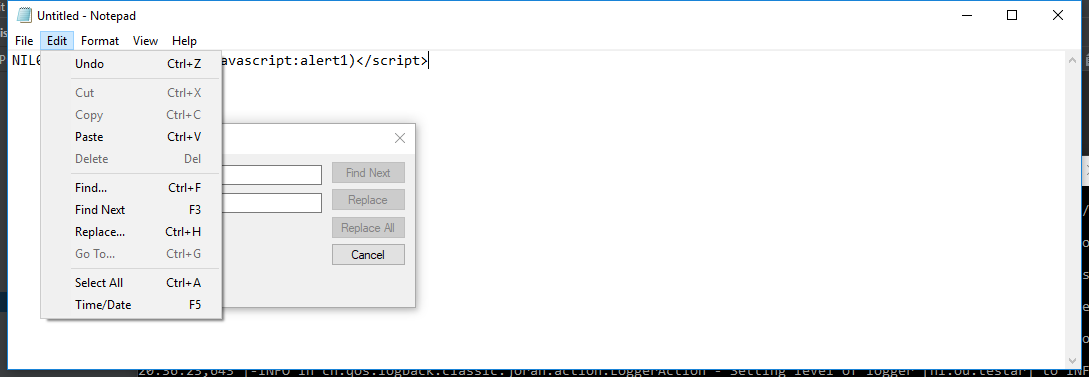 Untitled - Notepad
File Edit Format View Help
NIL avascript:alert1)</script>
Undo Ctrl+Z
Cut Ctrl+X
Copy Ctrl+C
Paste Ctrl+V
Delete Del
Find... Ctrl+F
Find Next F3
Replace... Ctrl+H
Go To... Ctrl+G
Select All Ctrl+A
Time/Date F5
Find Next
Replace
Replace All
Cancel
20:36:23,643 |-INFO in ch.qos.logback.classic.joran.action.LoggerAction - Setting level of logger [nl.ou.testar] to INF